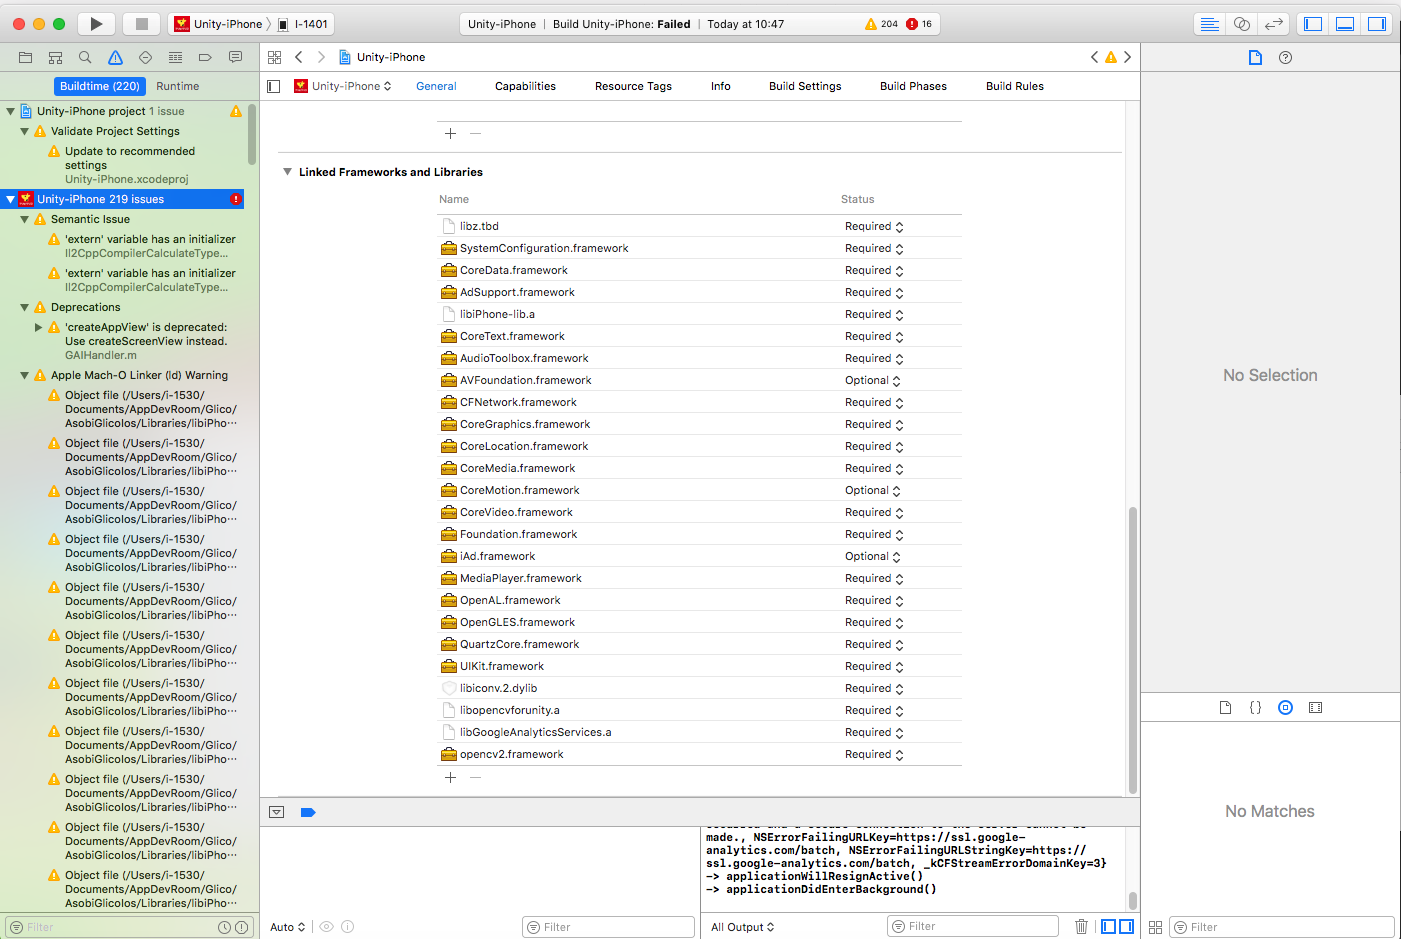 Unity-iPhone
I-1401
Unity-iPhone | Build Unity-iPhone: Failed | Today at 10:47
204
16
Unity-iPhone
Buildtime (220)
Runtime
Unity-iPhone
General
Capabilities
Resource Tags
Info
Build Settings
Build Phases
Build Rules
Unity-iPhone project 1 issue
Validate Project Settings
Update to recommended
settings
Unity-iPhone.xcodeproj
Unity-iPhone 219 issues
Semantic Issue
'extern' variable has an initializer
Il2CppCompilerCalculateType...
'extern' variable has an initializer
Il2CppCompilerCalculateType...
Deprecations
'createAppView' is deprecated:
Use createScreenView instead.
GAIHandler.m
Apple Mach-O Linker (ld) Warning
Object file (/Users/i-1530/
Documents/AppDevRoom/Glico/
AsobiGlicoIos/Libraries/libiPho···
Object file (/Users/i-1530/
Documents/AppDevRoom/Glico/
AsobiGlicoIos/Libraries/libiPho···
Object file (/Users/i-1530/
Documents/AppDevRoom/Glico/
AsobiGlicoIos/Libraries/libiPho···
Object file (/Users/i-1530/
Documents/AppDevRoom/Glico/
AsobiGlicoIos/Libraries/libiPho···
Object file (/Users/i-1530/
Documents/AppDevRoom/Glico/
AsobiGlicoIos/Libraries/libiPho···
Object file (/Users/i-1530/
Documents/AppDevRoom/Glico/
AsobiGlicoIos/Libraries/libiPho···
Object file (/Users/i-1530/
Documents/AppDevRoom/Glico/
AsobiGlicoIos/Libraries/libiPho···
Object file (/Users/i-1530/
Documents/AppDevRoom/Glico/
AsobiGlicoIos/Libraries/libiPho···
Object file (/Users/i-1530/
Documents/AppDevRoom/Glico/
AsobiGlicoIos/Libraries/libiPho···
Object file (/Users/i-1530/
Documents/AppDevRoom/Glico/
AsobiGlicoIos/Libraries/libiPho···
Object file (/Users/i-1530/
Documents/AppDevRoom/Glico/
AsobiGlicoIos/Libraries/libiPho···
Filter
Linked Frameworks and Libraries
Name Status
libz.tbd Required
SystemConfiguration.framework Required
CoreData.framework Required
AdSupport.framework Required
libiPhone-lib.a Required
CoreText.framework Required
AudioToolbox.framework Required
AVFoundation.framework Optional
CFNetwork.framework Required
CoreGraphics.framework Required
CoreLocation.framework Required
CoreMedia.framework Required
CoreMotion.framework Optional
CoreVideo.framework Required
Foundation.framework Required
iAd.framework Optional
MediaPlayer.framework Required
OpenAL.framework Required
OpenGLES.framework Required
QuartzCore.framework Required
UIKit.framework Required
libiconv.2.dylib Required
libopencvforunity.a Required
libGoogleAnalyticsServices.a Required
opencv2.framework Required
made., NSErrorFailingURLKey=https://ssl.google-
analytics.com/batch, NSErrorFailingURLStringKey=https://
ssl.google-analytics.com/batch, _kCFStreamErrorDomainKey=3}
-> applicationWillResignActive()
-> applicationDidEnterBackground()
Auto
Filter
All Output
Filter
No Selection
No Matches
Filter